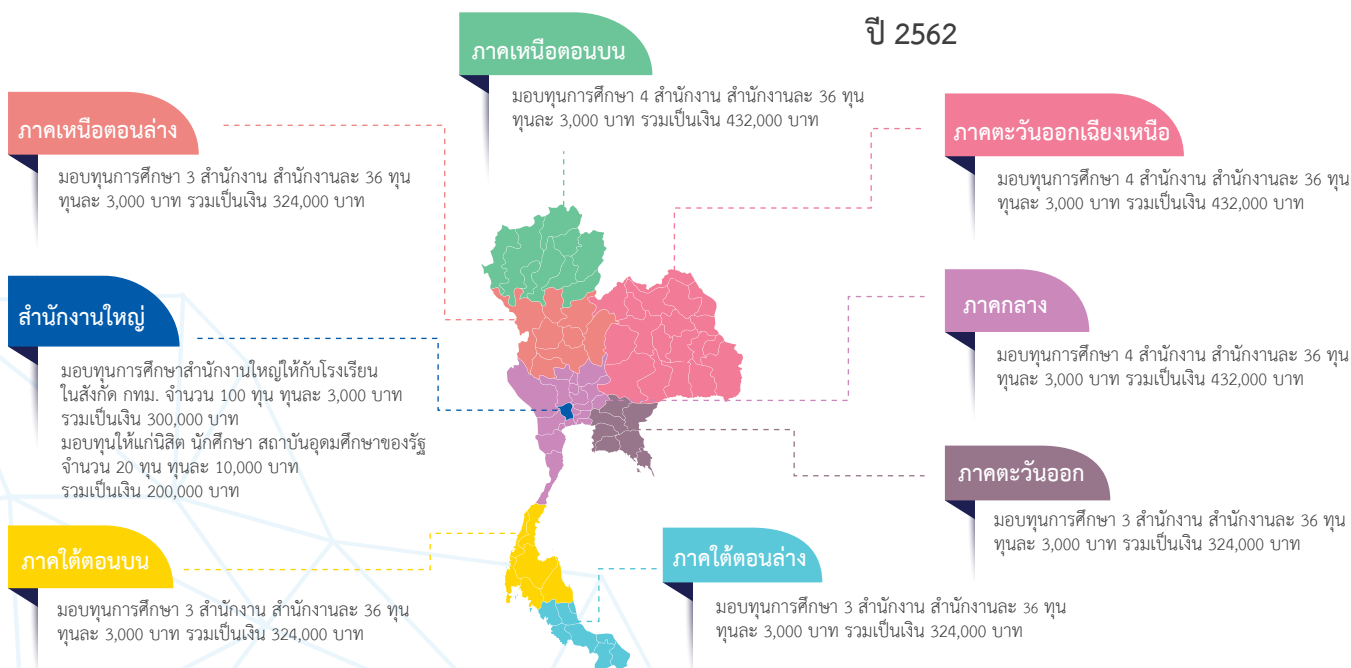 ปี 2562
ภาคเหนือตอนบน
มอบทุนการศึกษา 4 สำนักงาน สำนักงานละ 36 ทุน
ทุนละ 3,000 บาท รวมเป็นเงิน 432,000 บาท
ภาคเหนือตอนล่าง
มอบทุนการศึกษา 3 สำนักงาน สำนักงานละ 36 ทุน
ทุนละ 3,000 บาท รวมเป็นเงิน 324,000 บาท
ภาคตะวันออกเฉียงเหนือ
มอบทุนการศึกษา 4 สำนักงาน สำนักงานละ 36 ทุน
ทุนละ 3,000 บาท รวมเป็นเงิน 432,000 บาท
สำนักงานใหญ่
มอบทุนการศึกษาสำนักงานใหญ่ให้กับโรงเรียน
ในสังกัด กทม. จำนวน 100 ทุน ทุนละ 3,000 บาท
รวมเป็นเงิน 300,000 บาท
มอบทุนให้แก่นิสิต นักศึกษา สถาบันอุดมศึกษาของรัฐ
จำนวน 20 ทุน ทุนละ 10,000 บาท
รวมเป็นเงิน 200,000 บาท
ภาคกลาง
มอบทุนการศึกษา 4 สำนักงาน สำนักงานละ 36 ทุน
ทุนละ 3,000 บาท รวมเป็นเงิน 432,000 บาท
ภาคตะวันออก
มอบทุนการศึกษา 3 สำนักงาน สำนักงานละ 36 ทุน
ทุนละ 3,000 บาท รวมเป็นเงิน 324,000 บาท
ภาคใต้ตอนบน
มอบทุนการศึกษา 3 สำนักงาน สำนักงานละ 36 ทุน
ทุนละ 3,000 บาท รวมเป็นเงิน 324,000 บาท
ภาคใต้ตอนล่าง
มอบทุนการศึกษา 3 สำนักงาน สำนักงานละ 36 ทุน
ทุนละ 3,000 บาท รวมเป็นเงิน 324,000 บาท